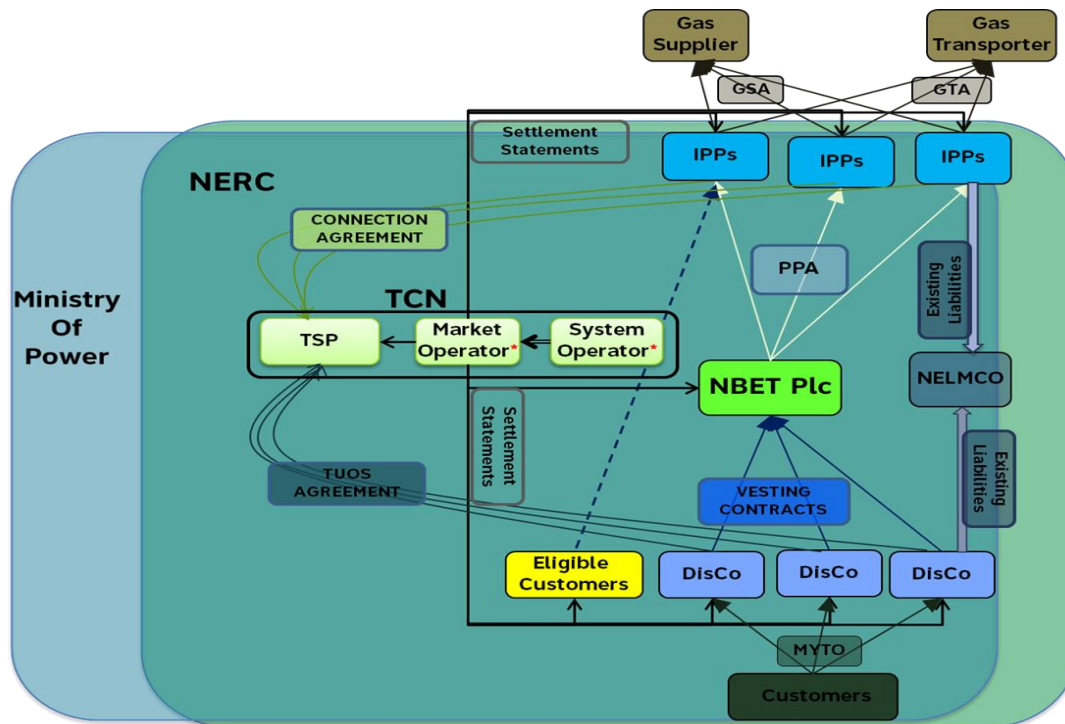 Gas
Supplier
Gas
Transporter
GSA
GTA
Settlement
Statements
IPPs
IPPs
IPPs
NERC
CONNECTION
AGREEMENT
PPA
Existing
Liabilities
Ministry
Of
Power
TCN
TSP
Market
Operator*
System
Operator*
NBET Plc
NELMCO
Settlement
Statements
TUOS
AGREEMENT
VESTING
CONTRACTS
Existing
Liabilities
Eligible
Customers
DisCo
DisCo
DisCo
MYTO
Customers